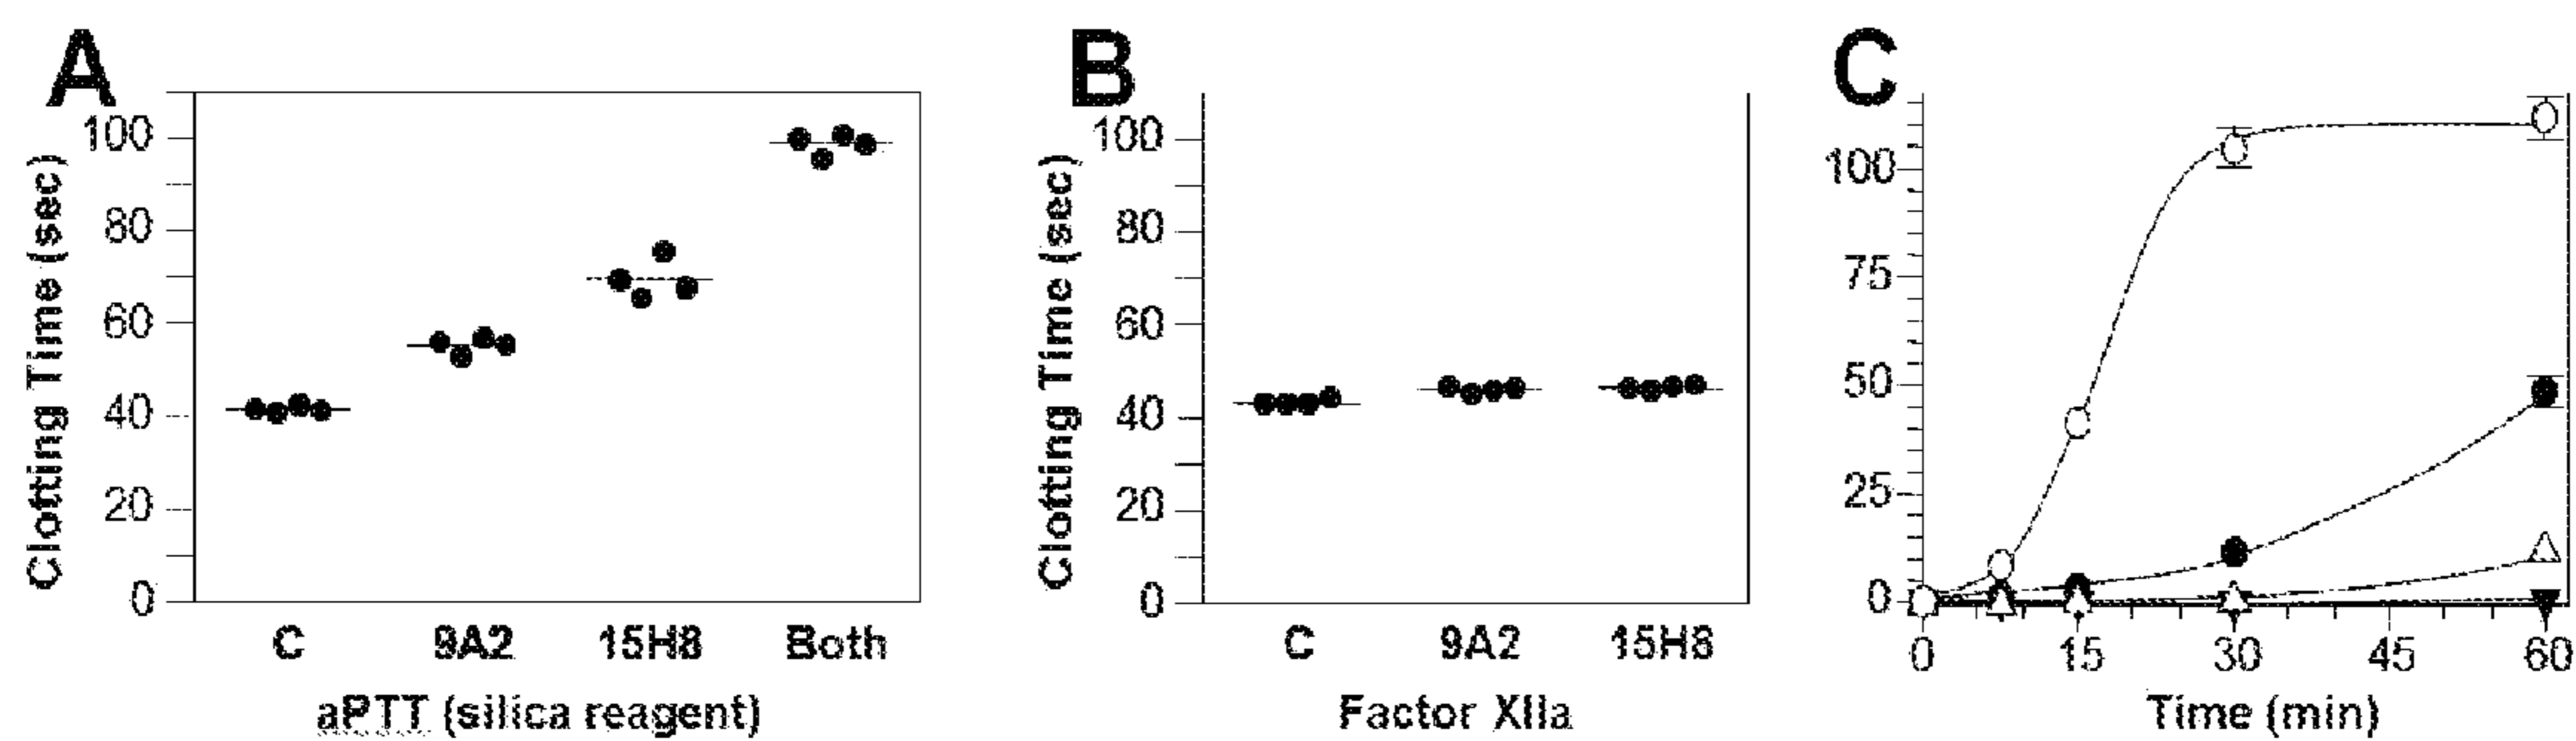 A
Clotting Time (sec)
100
80
60
40
20
0
C 9A2 15H8 Both
aPTT (silica reagent)
B
Clotting Time (sec)
100
80
60
40
20
0
C 9A2 15H8
Factor XIIa
C
100
75
50
25
0
0 15 30 45 60
Time (min)